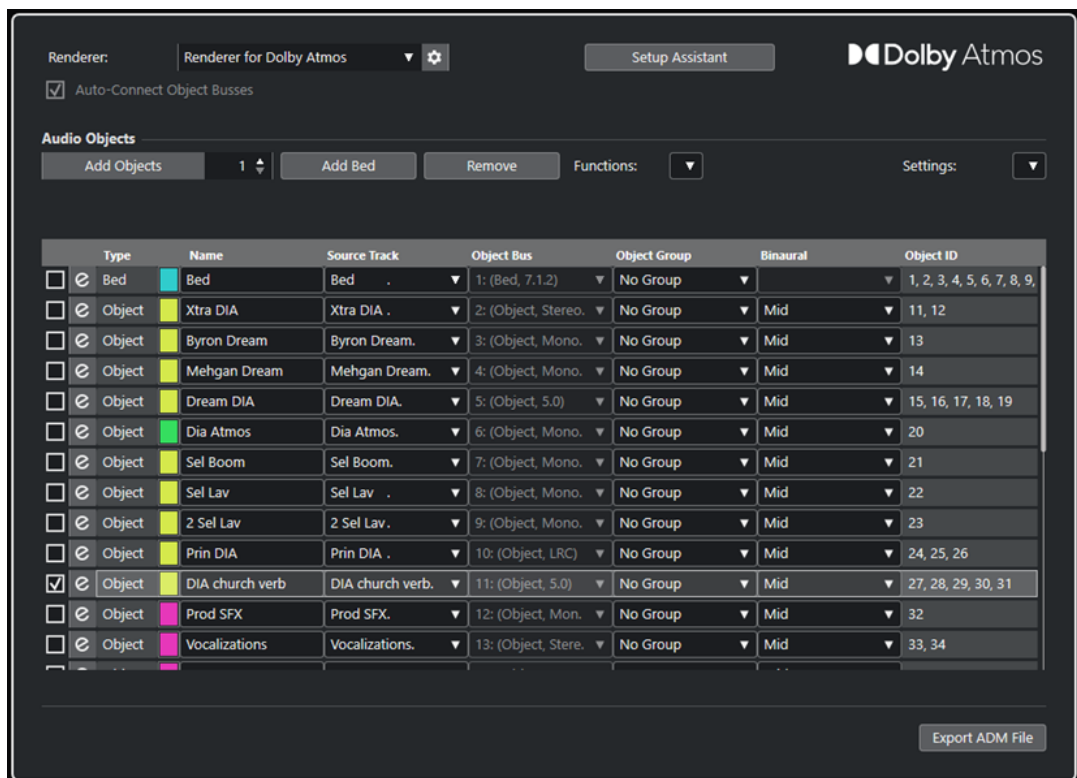 Renderer: Renderer for Dolby Atmos Setup Assistant Dolby Atmos
Auto-Connect Object Busses
Audio Objects
Add Objects 1 Add Bed Remove Functions: Settings:
Type Name Source Track Object Bus Object Group Binaural Object ID
e Bed Bed Bed . 1: (Bed, 7.1.2) No Group 1, 2, 3, 4, 5, 6, 7, 8, 9,
e Object Xtra DIA Xtra DIA . 2: (Object, Stereo. No Group Mid 11, 12
e Object Byron Dream Byron Dream. 3: (Object, Mono. No Group Mid 13
e Object Mehgan Dream Mehgan Dream. 4: (Object, Mono. No Group Mid 14
e Object Dream DIA Dream DIA. 5: (Object, 5.0) No Group Mid 15, 16, 17, 18, 19
e Object Dia Atmos Dia Atmos. 6: (Object, Mono. No Group Mid 20
e Object Sel Boom Sel Boom. 7: (Object, Mono. No Group Mid 21
e Object Sel Lav Sel Lav . 8: (Object, Mono. No Group Mid 22
e Object 2 Sel Lav 2 Sel Lav. 9: (Object, Mono. No Group Mid 23
e Object Prin DIA Prin DIA . 10: (Object, LRC) No Group Mid 24, 25, 26
e Object DIA church verb DIA church verb. 11: (Object, 5.0) No Group Mid 27, 28, 29, 30, 31
e Object Prod SFX Prod SFX. 12: (Object, Mon. No Group Mid 32
e Object Vocalizations Vocalizations. 13: (Object, Stere. No Group Mid 33, 34
Export ADM File